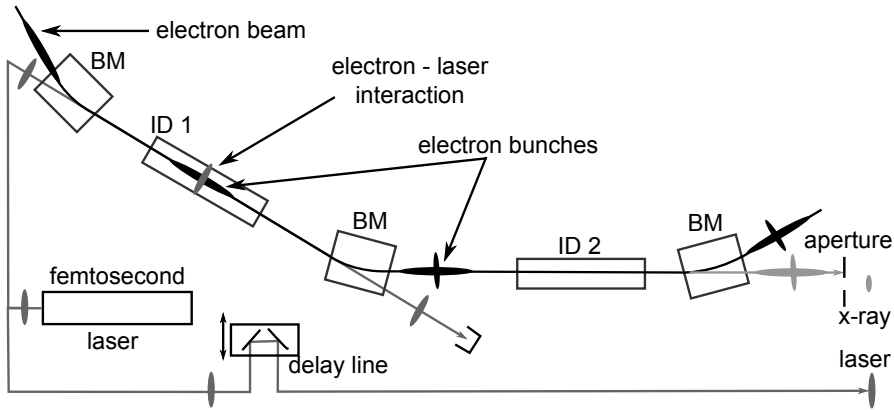 electron beam
BM
electron - laser
interaction
ID 1
electron bunches
BM
ID 2
BM
aperture
femtosecond
laser
x-ray
delay line
laser